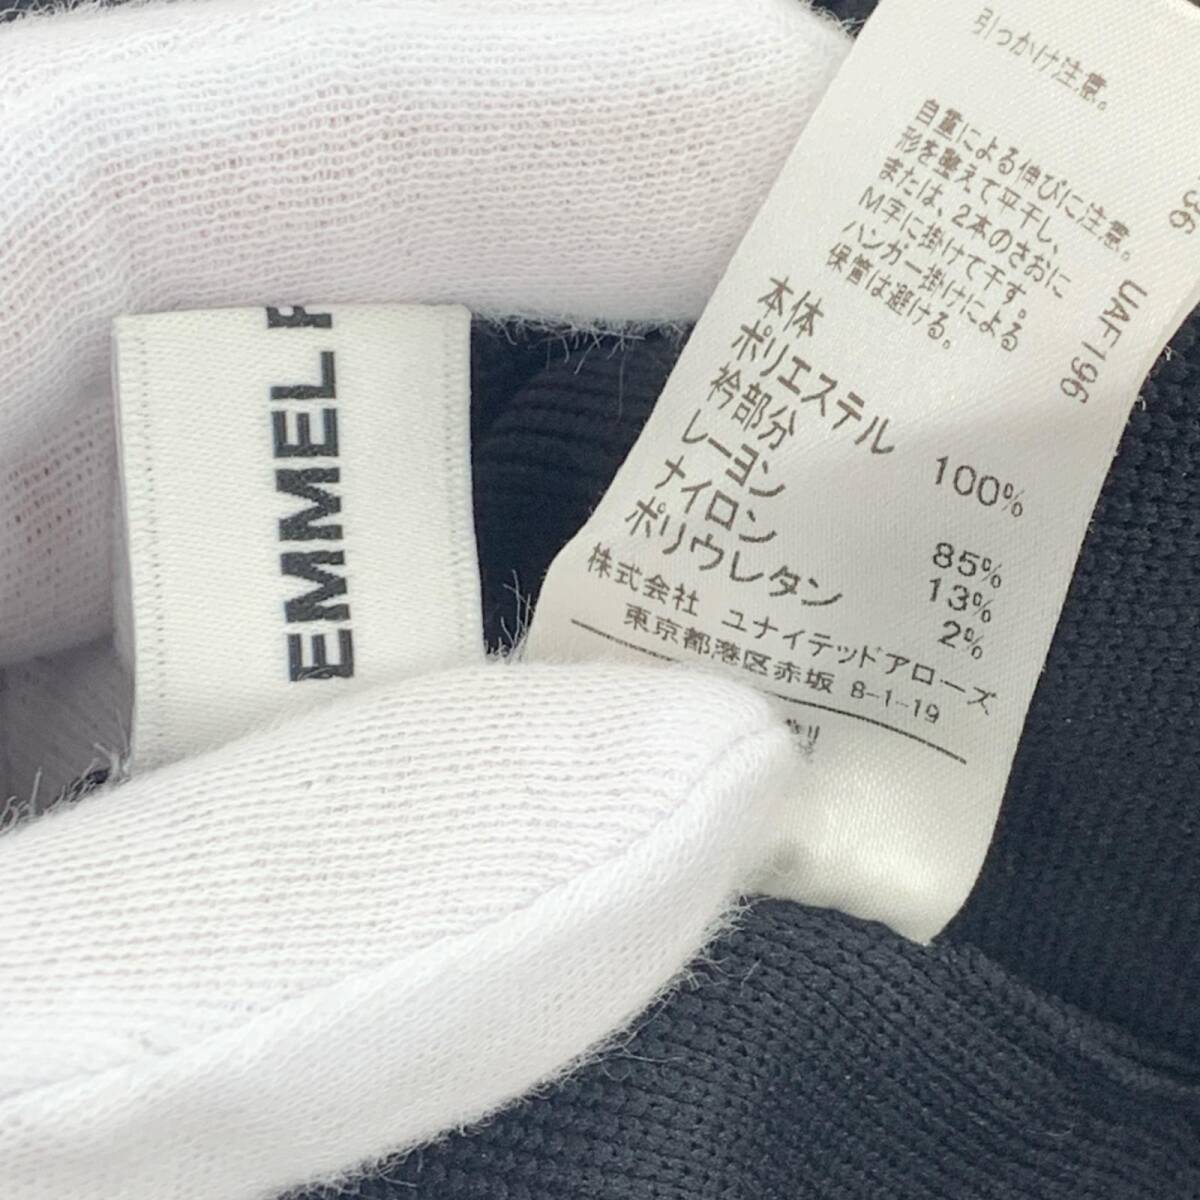 EMMEL
引っかけ注意。
自重による伸びに注意。
形を整えて平干し、
または、2本のさおに
M字に掛けて干す。
ハンガー掛けによる
保管は避ける。
本体
ポリエステル 100%
衿部分
レーヨン 85%
ナイロン 13%
ポリウレタン 2%
株式会社 ユナイテッドアローズ
東京都港区赤坂 8-1-19
UAF196